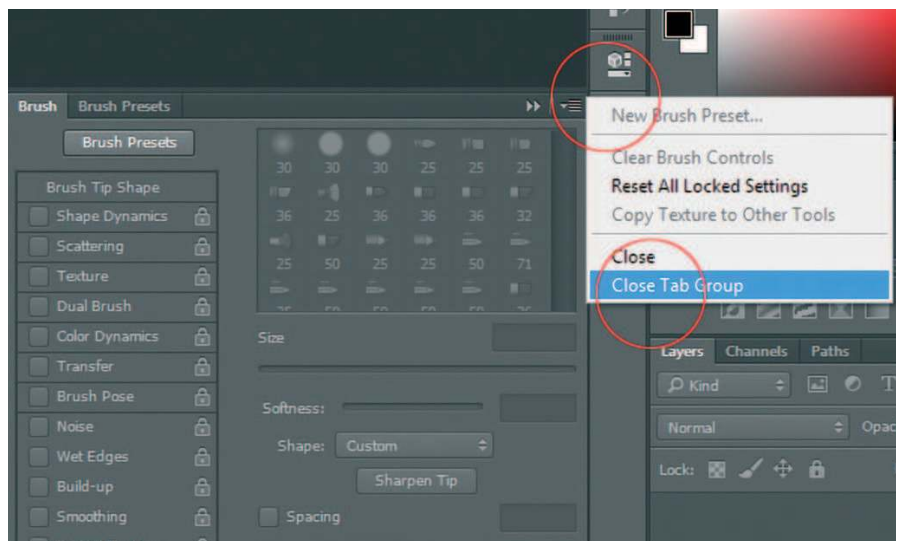 Brush Brush Presets
Brush Presets
30 30 30 25 25 25
36 25 36 36 36 32
25 50 25 25 50 71
Brush Tip Shape
Shape Dynamics
Scattering
Texture
Dual Brush
Color Dynamics
Transfer
Brush Pose
Noise
Wet Edges
Build-up
Smoothing
Size
Softness:
Shape: Custom
Sharpen Tip
Spacing
New Brush Preset...
Clear Brush Controls
Reset All Locked Settings
Copy Texture to Other Tools
Close
Close Tab Group
Layers Channels Paths
Kind T
Normal Opac
Lock: